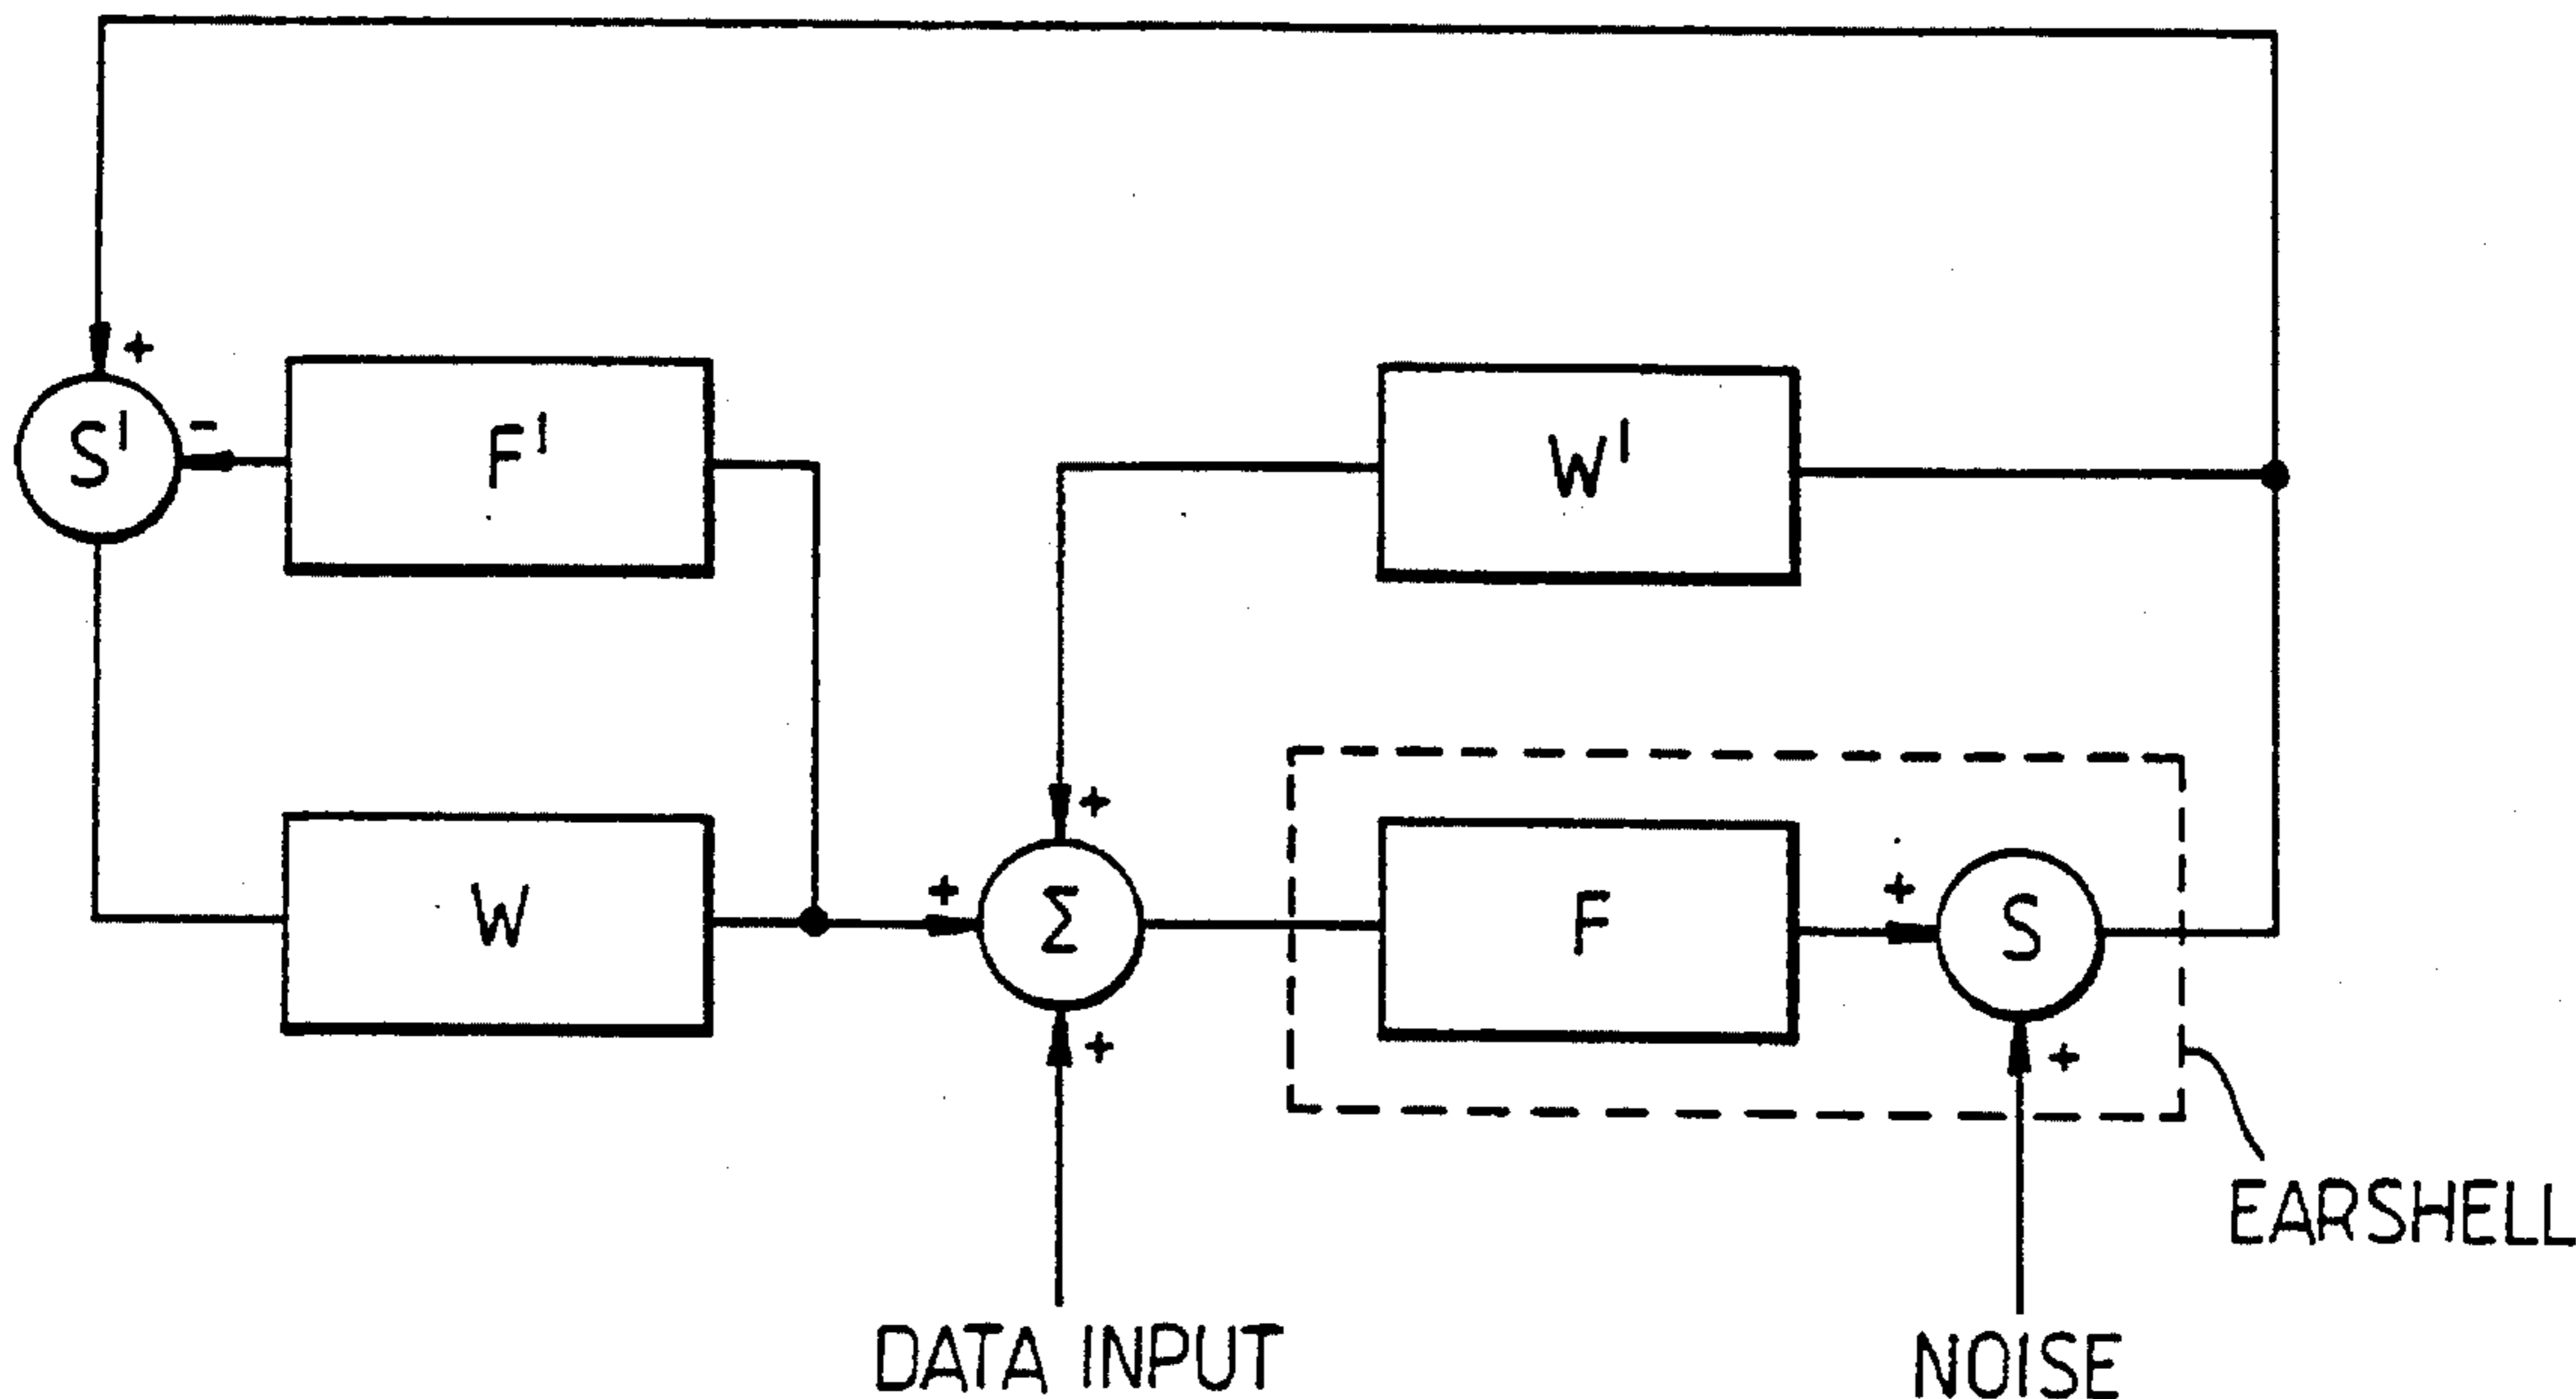 +
S'
-
F'
W'
+
W
+
Σ
+
F
+
S
+
EARSHELL
DATA INPUT
NOISE